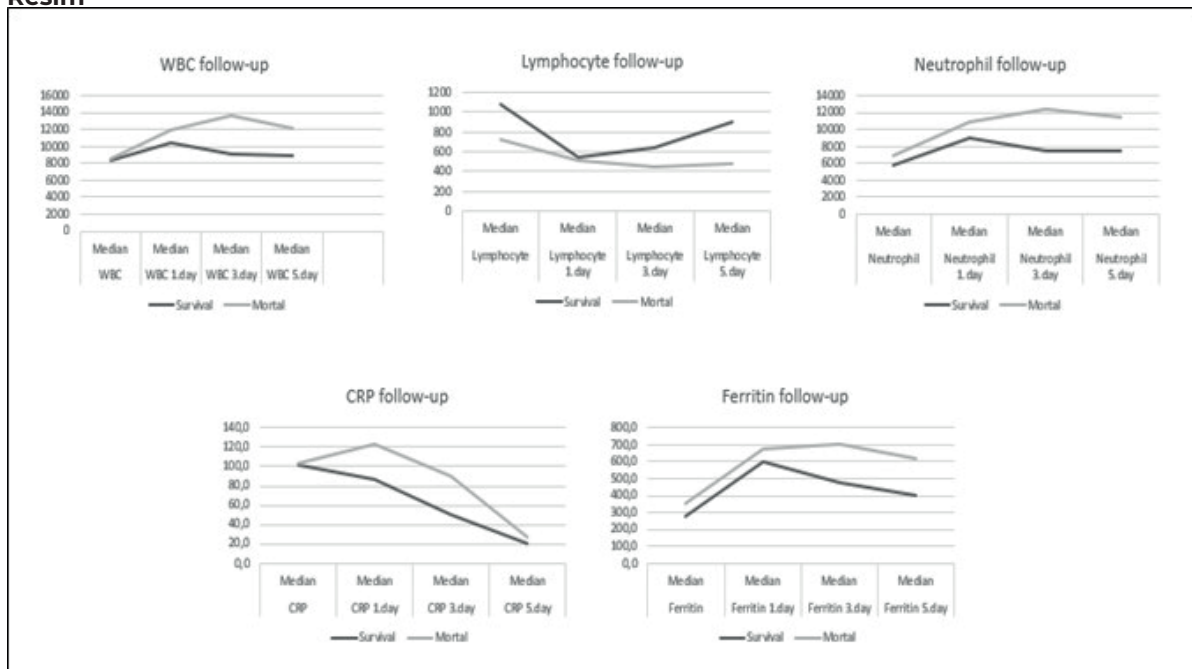 Resim
WBC follow-up
16000
14000
12000
10000
8000
6000
4000
2000
0
Median Median Median Median
WBC WBC 1.day WBC 3.day WBC 5.day
Survival Mortal
Lymphocyte follow-up
1200
1000
800
600
400
200
0
Median Median Median Median
Lymphocyte Lymphocyte Lymphocyte Lymphocyte
1.day 3.day 5.day
Survival Mortal
Neutrophil follow-up
14000
12000
10000
8000
6000
4000
2000
0
Median Median Median Median
Neutrophil Neutrophil Neutrophil Neutrophil
1.day 3.day 5.day
Survival Mortal
CRP follow-up
140,0
120,0
100,0
80,0
60,0
40,0
20,0
0,0
Median Median Median Median
CRP CRP 1.day CRP 3.day CRP 5.day
Survival Mortal
Ferritin follow-up
800,0
700,0
600,0
500,0
400,0
300,0
200,0
100,0
0,0
Median Median Median Median
Ferritin Ferritin 1.day Ferritin 3.day Ferritin 5.day
Survival Mortal